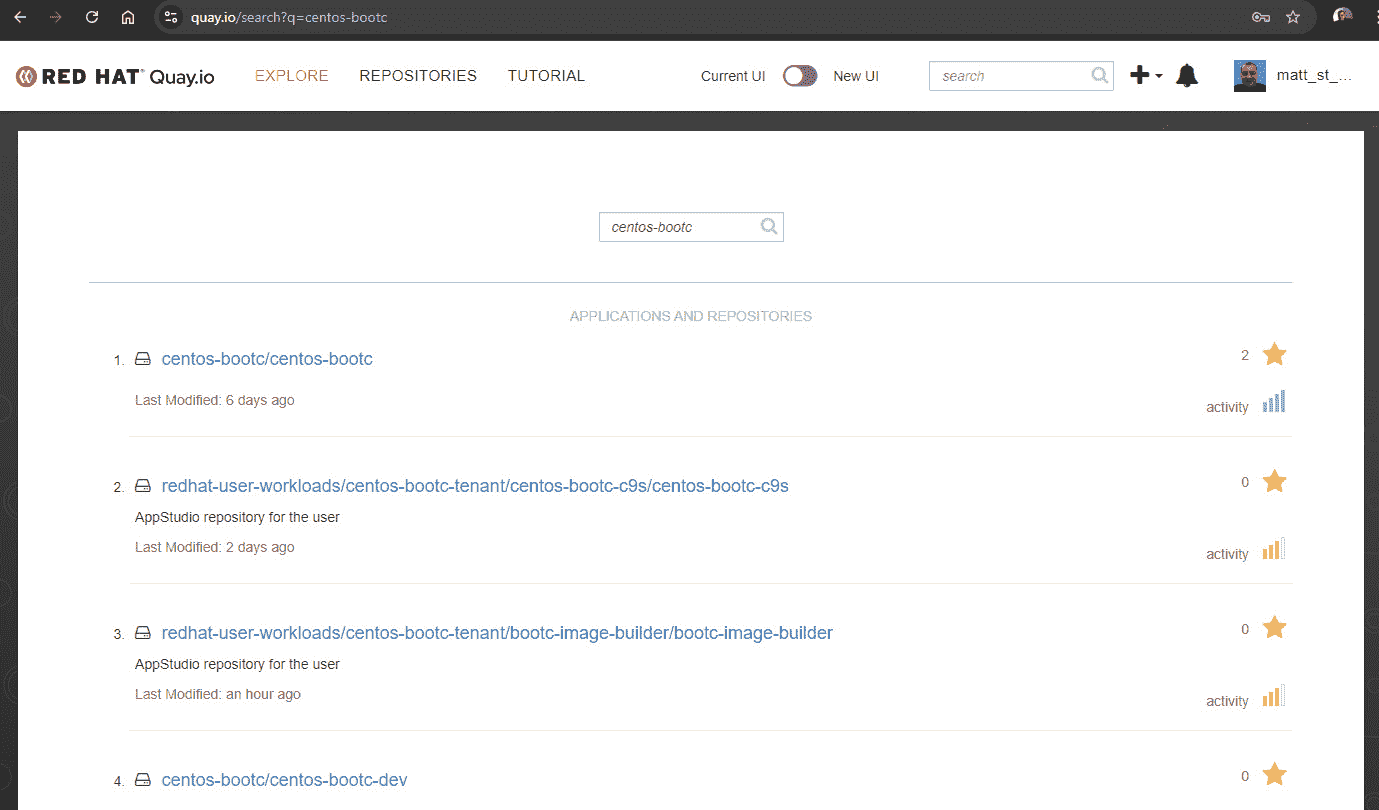 quay.io/search?q=centos-bootc
RED HAT Quay.io EXPLORE REPOSITORIES TUTORIAL Current UI New UI search matt_st_...
centos-bootc
APPLICATIONS AND REPOSITORIES
1. centos-bootc/centos-bootc 2
Last Modified: 6 days ago
activity
2. redhat-user-workloads/centos-bootc-tenant/centos-bootc-c9s/centos-bootc-c9s 0
AppStudio repository for the user
Last Modified: 2 days ago
activity
3. redhat-user-workloads/centos-bootc-tenant/bootc-image-builder/bootc-image-builder 0
AppStudio repository for the user
Last Modified: an hour ago
activity
4. centos-bootc/centos-bootc-dev 0